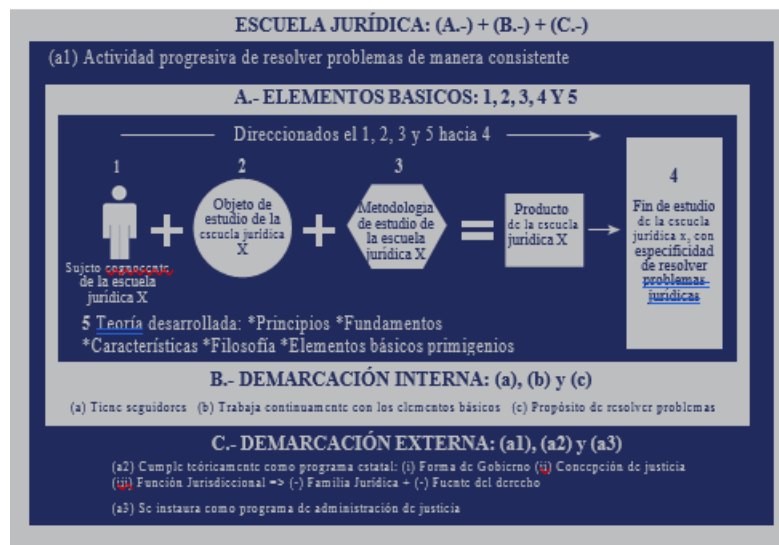 ESCUELA JURÍDICA: (A.-) + (B.-) + (C.-)
(a1) Actividad progresiva de resolver problemas de manera consistente
A.- ELEMENTOS BASICOS: 1, 2, 3, 4 Y 5
Direccionados el 1, 2, 3 y 5 hacia 4
1
Sujeto cognoscente
de la escuela
jurídica X
2
Objeto de
estudio de la
escuela jurídica
X
3
Metodología
de estudio de
la escuela
jurídica X
Producto
de la escuela
jurídica X
4
Fin de estudio
de la escuela
jurídica x, con
especificidad
de resolver
problemas
jurídicas
5 Teoría desarrollada: *Principios *Fundamentos
*Características *Filosofía *Elementos básicos primigenios
B.- DEMARCACIÓN INTERNA: (a), (b) y (c)
(a) Tiene seguidores (b) Trabaja continuamente con los elementos básicos (c) Propósito de resolver problemas
C.- DEMARCACIÓN EXTERNA: (a1), (a2) y (a3)
(a2) Cumple teóricamente como programa estatal: (i) Forma de Gobierno (ii) Concepción de justicia
(iii) Función Jurisdiccional => (-) Familia Jurídica + (-) Fuente del derecho
(a3) Se instaura como programa de administración de justicia